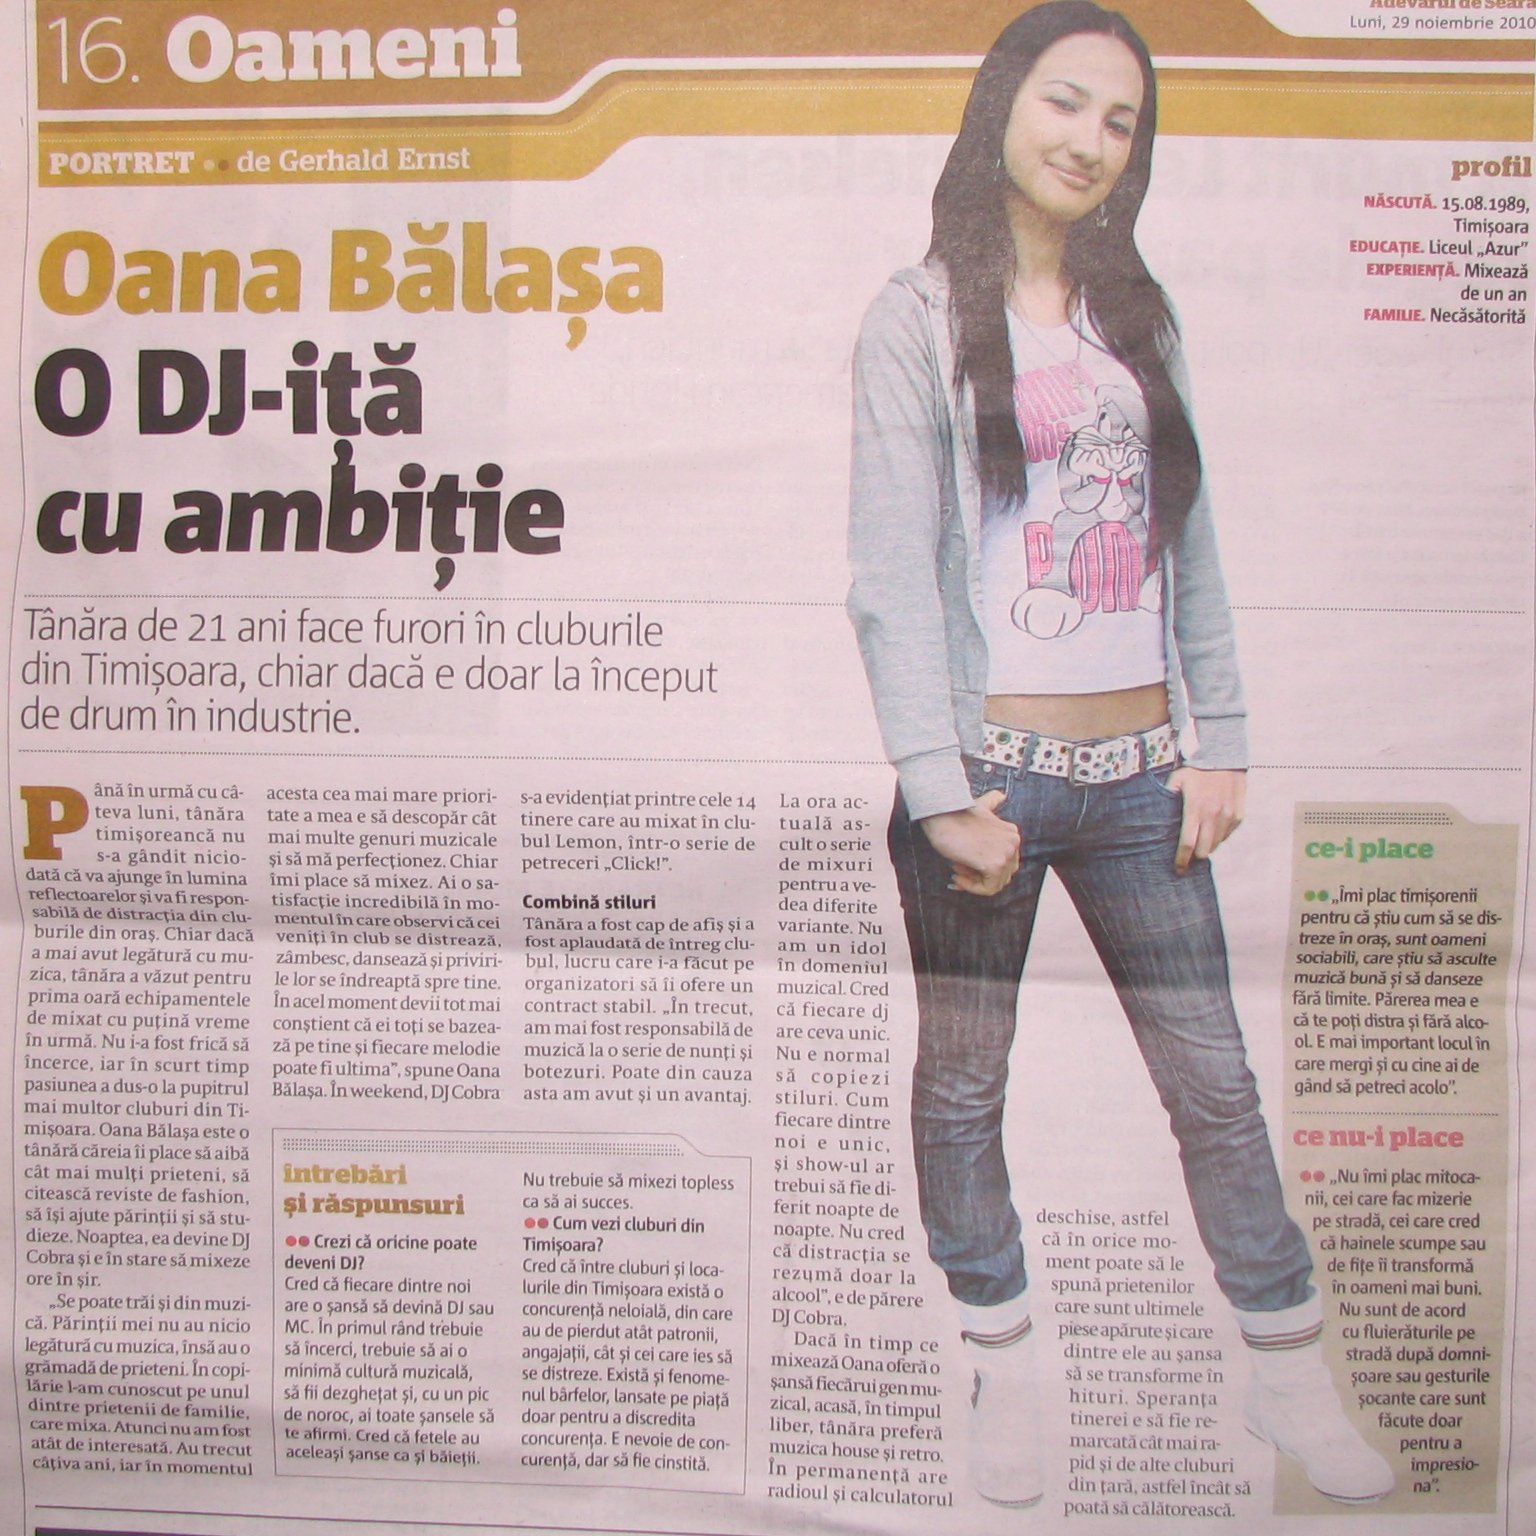 16. Oameni
Adevărul de Seară
Luni, 29 noiembrie 2010
PORTRET •• de Gerhald Ernst
Oana Bălașa
O DJ-iță
cu ambiție
Tânăra de 21 ani face furori în cluburile
din Timișoara, chiar dacă e doar la început
de drum în industrie.
profil
NĂSCUTĂ. 15.08.1989,
Timișoara
EDUCAȚIE. Liceul „Azur”
EXPERIENȚĂ. Mixează
de un an
FAMILIE. Necăsătorită
Până în urmă cu câ-
teva luni, tânăra
timișoreancă nu
s-a gândit nicio-
dată că va ajunge în lumina
reflectoarelor și va fi respon-
sabilă de distracția din clu-
burile din oraș. Chiar dacă
a mai avut legătură cu mu-
zica, tânăra a văzut pentru
prima oară echipamentele
de mixat cu puțină vreme
în urmă. Nu i-a fost frică să
încerce, iar în scurt timp
pasiunea a dus-o la pupitrul
mai multor cluburi din Ti-
mișoara. Oana Bălașa este o
tânără căreia îi place să aibă
cât mai mulți prieteni, să
citească reviste de fashion,
să își ajute părinții și să stu-
dieze. Noaptea, ea devine DJ
Cobra și e în stare să mixeze
ore în șir.
„Se poate trăi și din muzi-
că. Părinții mei nu au nicio
legătură cu muzica, însă au o
grămadă de prieteni. În copi-
lărie l-am cunoscut pe unul
dintre prietenii de familie,
care mixa. Atunci nu am fost
atât de interesată. Au trecut
câțiva ani, iar în momentul
acesta cea mai mare priori-
tate a mea e să descopăr cât
mai multe genuri muzicale
și să mă perfecționez. Chiar
îmi place să mixez. Ai o sa-
tisfacție incredibilă în mo-
mentul în care observi că cei
veniți în club se distrează,
zâmbesc, dansează și priviri-
le lor se îndreaptă spre tine.
În acel moment devii tot mai
conștient că ei toți se bazea-
ză pe tine și fiecare melodie
poate fi ultima”, spune Oana
Bălașa. În weekend, DJ Cobra
s-a evidențiat printre cele 14
tinere care au mixat în clu-
bul Lemon, într-o serie de
petreceri „Click!”.
Combină stiluri
Tânăra a fost cap de afiș și a
fost aplaudată de întreg clu-
bul, lucru care i-a făcut pe
organizatori să îi ofere un
contract stabil. „În trecut,
am mai fost responsabilă de
muzică la o serie de nunți și
botezuri. Poate din cauza
asta am avut și un avantaj.
La ora ac-
tuală as-
cult o serie
de mixuri
pentru a ve-
dea diferite
variante. Nu
am un idol
în domeniul
muzical. Cred
că fiecare dj
are ceva unic.
Nu e normal
să copiezi
stiluri. Cum
fiecare dintre
noi e unic,
și show-ul ar
trebui să fie di-
ferit noapte de
noapte. Nu cred
că distracția se
rezumă doar la
alcool”, e de părere
DJ Cobra.
Dacă în timp ce
mixează Oana oferă o
șansă fiecărui gen mu-
zical, acasă, în timpul
liber, tânăra preferă
muzica house și retro.
În permanență are
radioul și calculatorul
deschise, astfel
că în orice mo-
ment poate să le
spună prietenilor
care sunt ultimele
piese apărute și care
dintre ele au șansa
să se transforme în
hituri. Speranța
tinerei e să fie re-
marcată cât mai ra-
pid și de alte cluburi
din țară, astfel încât să
poată să călătorească.
întrebări
și răspunsuri
•• Crezi că oricine poate
deveni DJ?
Cred că fiecare dintre noi
are o șansă să devină DJ sau
MC. În primul rând trebuie
să încerci, trebuie să ai o
minimă cultură muzicală,
să fii dezghețat și, cu un pic
de noroc, ai toate șansele să
te afirmi. Cred că fetele au
aceleași șanse ca și băieții.
Nu trebuie să mixezi topless
ca să ai succes.
•• Cum vezi cluburi din
Timișoara?
Cred că între cluburi și loca-
lurile din Timișoara există o
concurență neloială, din care
au de pierdut atât patronii,
angajații, cât și cei care ies să
se distreze. Există și fenome-
nul bârfelor, lansate pe piață
doar pentru a discredita
concurența. E nevoie de con-
curență, dar să fie cinstită.
ce-i place
•• „Îmi plac timișorenii
pentru că știu cum să se dis-
treze în oraș, sunt oameni
sociabili, care știu să asculte
muzică bună și să danseze
fără limite. Părerea mea e
că te poți distra și fără alco-
ol. E mai important locul în
care mergi și cu cine ai de
gând să petreci acolo”.
ce nu-i place
•• „Nu îmi plac mitoca-
nii, cei care fac mizerie
pe stradă, cei care cred
că hainele scumpe sau
de fițe îi transformă
în oameni mai buni.
Nu sunt de acord
cu fluierăturile pe
stradă după domni-
șoare sau gesturile
șocante care sunt
făcute doar
pentru a
impresio-
na”.